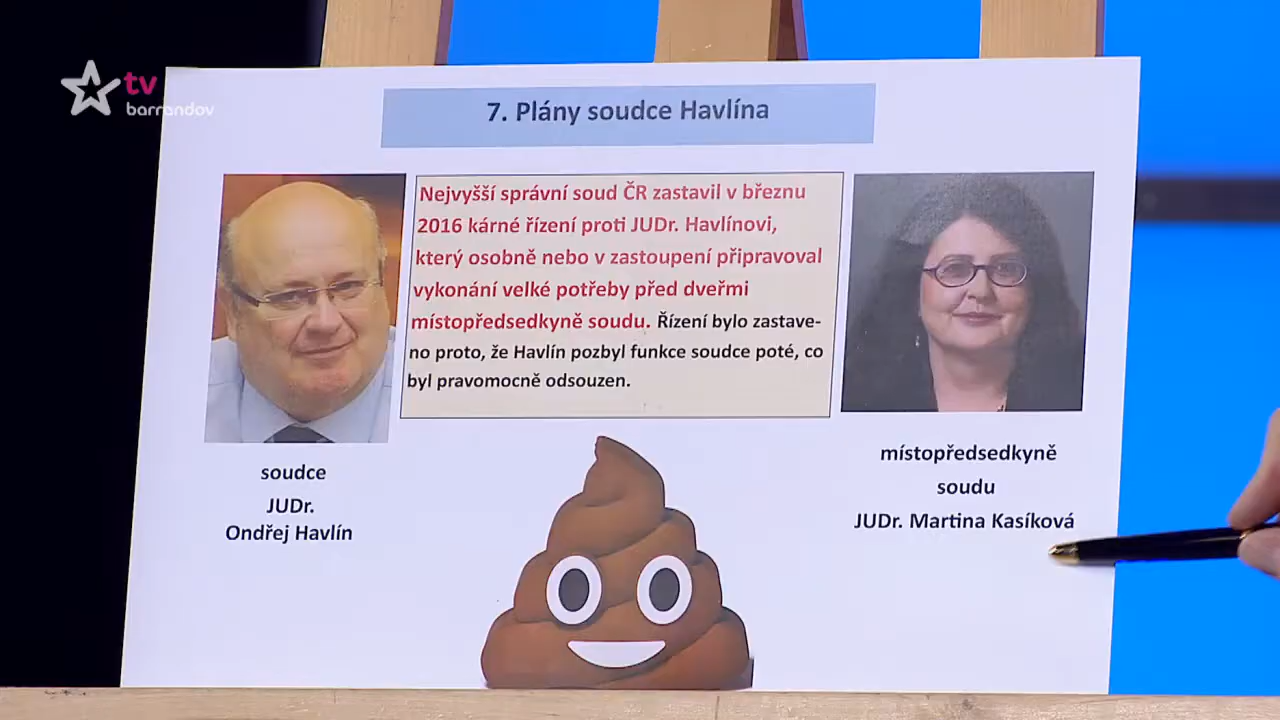 tv
barrandov
7. Plány soudce Havlína
Nejvyšší správní soud ČR zastavil v březnu
2016 kárné řízení proti JUDr. Havlínovi,
který osobně nebo v zastoupení připravoval
vykonání velké potřeby před dveřmi
místopředsedkyně soudu. Řízení bylo zastave-
no proto, že Havlín pozbyl funkce soudce poté, co
byl pravomocně odsouzen.
soudce
JUDr.
Ondřej Havlín
místopředsedkyně
soudu
JUDr. Martina Kasíková